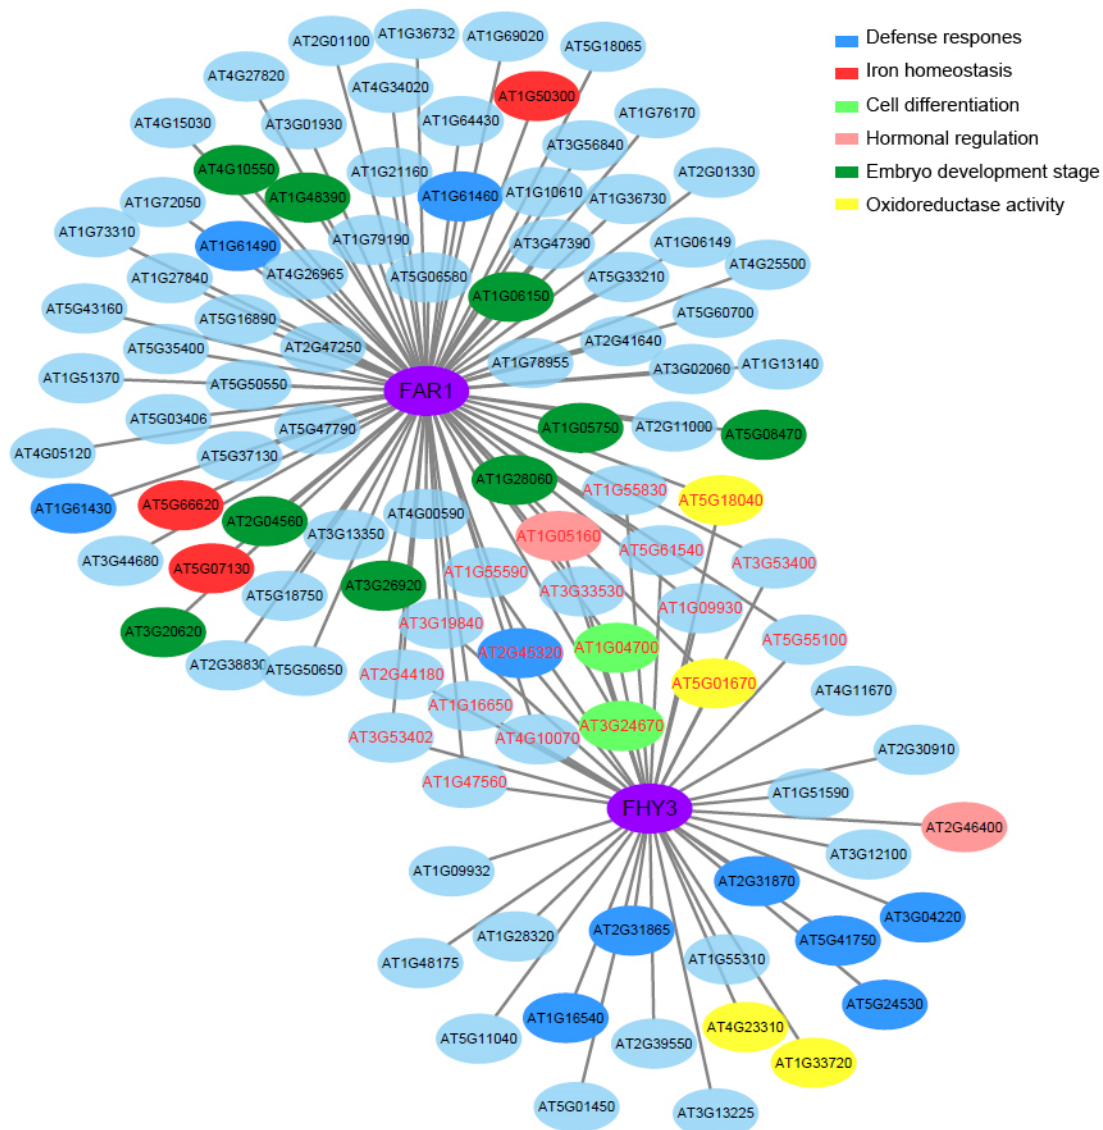 AT2G01100
AT1G36732
AT1G69020
AT5G18065
AT4G27820
AT4G34020
AT1G50300
AT1G76170
AT4G15030
AT3G01930
AT1G64430
AT3G56840
AT4G10550
AT1G48390
AT1G21160
AT1G61460
AT1G10610
AT1G36730
AT2G01330
AT1G72050
AT1G73310
AT1G61490
AT1G79190
AT3G47390
AT1G06149
AT4G25500
AT1G27840
AT4G26965
AT5G06580
AT1G06150
AT5G33210
AT5G43160
AT5G16890
AT2G47250
AT1G78955
AT2G41640
AT5G60700
AT5G35400
AT3G02060
AT1G13140
AT1G51370
AT5G50550
FAR1
AT5G03406
AT5G47790
AT1G05750
AT2G11000
AT5G08470
AT4G05120
AT5G37130
AT1G28060
AT1G55830
AT5G18040
AT1G61430
AT5G66620
AT2G04560
AT3G13350
AT4G00590
AT1G05160
AT5G61540
AT3G53400
AT3G44680
AT5G07130
AT5G18750
AT3G26920
AT1G55590
AT3G33530
AT1G09930
AT3G20620
AT3G19840
AT2G45320
AT1G04700
AT5G55100
AT2G38830
AT5G50650
AT2G44180
AT5G01670
AT4G11670
AT1G16650
AT3G53402
AT4G10070
AT3G24670
AT2G30910
AT1G47560
FHY3
AT1G51590
AT2G46400
AT3G12100
AT1G09932
AT2G31870
AT3G04220
AT1G28320
AT2G31865
AT5G41750
AT1G48175
AT1G55310
AT5G24530
AT5G11040
AT1G16540
AT2G39550
AT4G23310
AT1G33720
AT5G01450
AT3G13225
Defense respones
Iron homeostasis
Cell differentiation
Hormonal regulation
Embryo development stage
Oxidoreductase activity